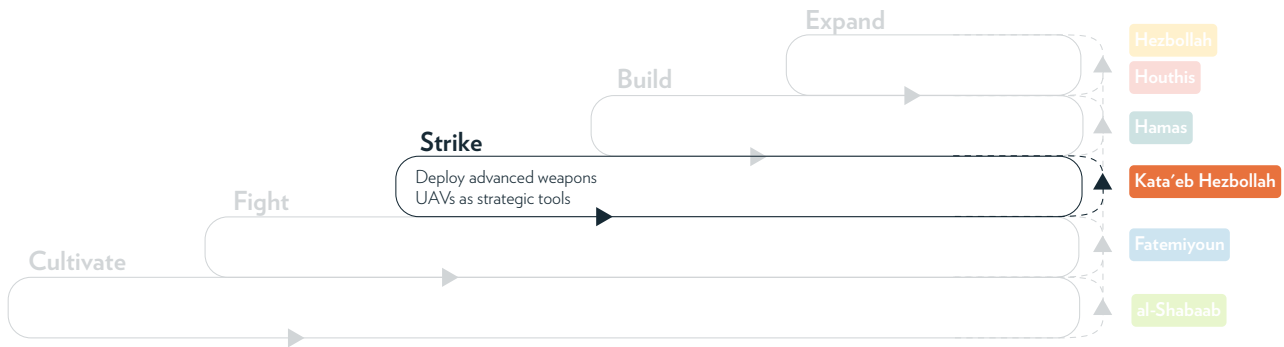 Expand
Hezbollah
Houthis
Build
Hamas
Strike
Deploy advanced weapons
UAVs as strategic tools
Kata'eb Hezbollah
Fight
Fatemiyoun
Cultivate
al-Shabaab